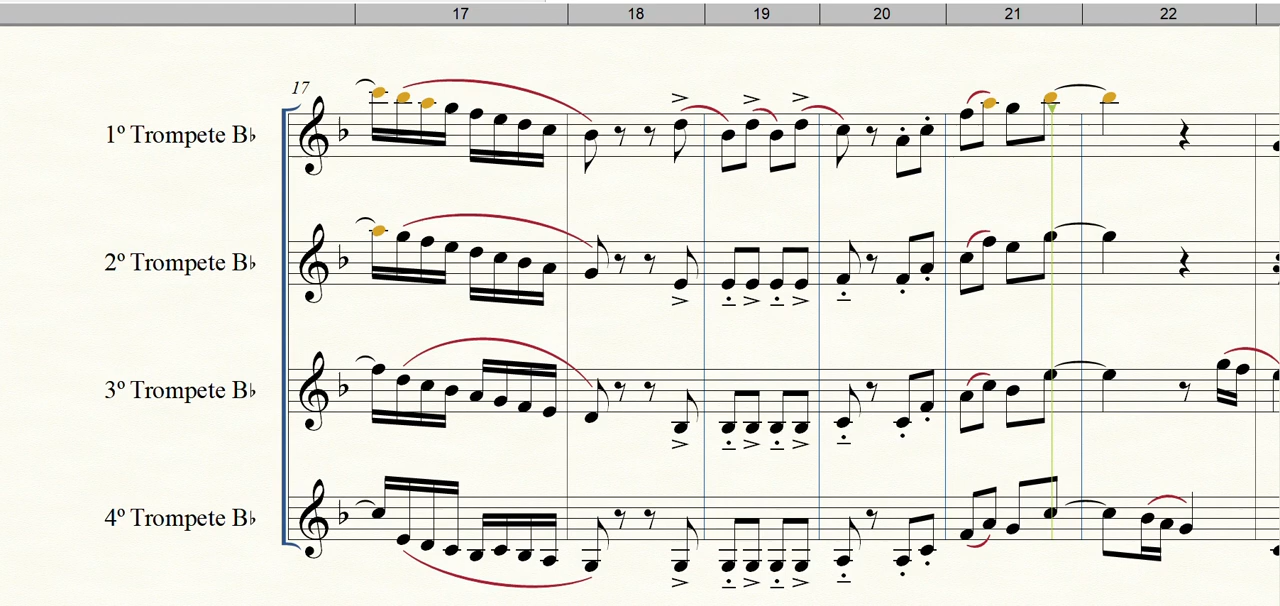 17 18 19 20 21 22
17
1º Trompete B♭
2º Trompete B♭
3º Trompete B♭
4º Trompete B♭